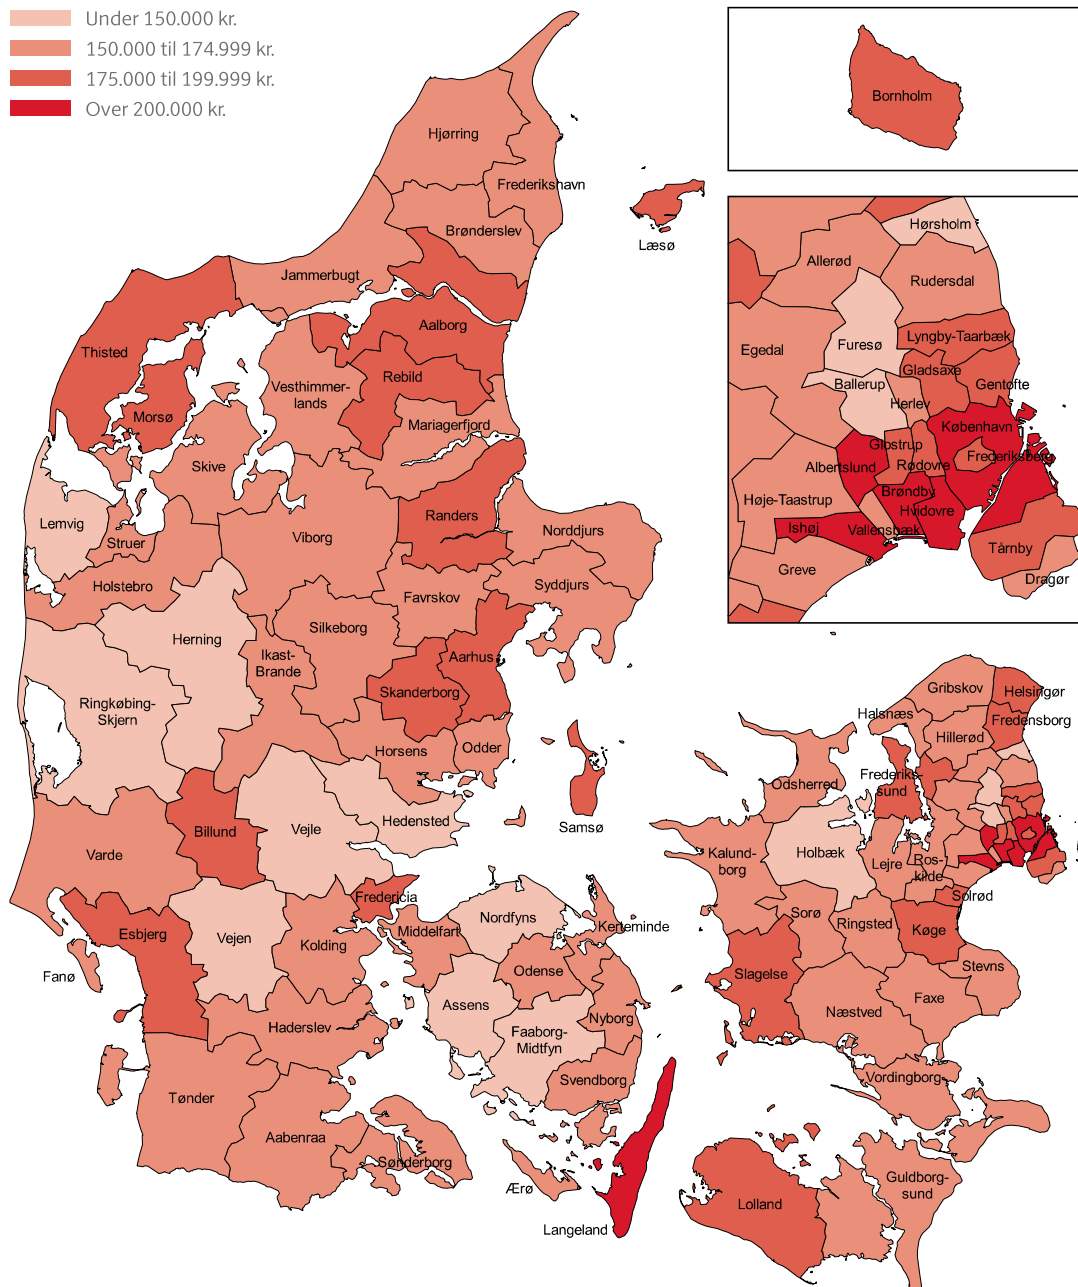 Under 150.000 kr.
150.000 til 174.999 kr.
175.000 til 199.999 kr.
Over 200.000 kr.
Hjørring
Frederikshavn
Brønderslev
Læsø
Jammerbugt
Aalborg
Thisted
Rebild
Vesthimmer-
lands
Morsø
Mariagerfjord
Skive
Lemvig
Randers
Struer
Viborg
Norddjurs
Holstebro
Favrskov
Syddjurs
Herning
Silkeborg
Ikast-
Brande
Aarhus
Skanderborg
Ringkøbing-
Skjern
Horsens
Odder
Hedensted
Samsø
Billund
Vejle
Varde
Fredericia
Esbjerg
Vejen
Kolding
Middelfart
Nordfyns
Kerteminde
Fanø
Odense
Assens
Nyborg
Haderslev
Faaborg-
Midtfyn
Svendborg
Tønder
Aabenraa
Sønderborg
Ærø
Langeland
Bornholm
Hørsholm
Allerød
Rudersdal
Egedal
Furesø
Lyngby-Taarbæk
Gladsaxe
Gentofte
Ballerup
Herlev
København
Glostrup
Frederiksberg
Albertslund
Rødovre
Høje-Taastrup
Brøndby
Hvidovre
Ishøj
Vallensbæk
Tårnby
Greve
Dragør
Gribskov
Helsingør
Halsnæs
Fredensborg
Hillerød
Frederiks-
sund
Odsherred
Kalund-
borg
Holbæk
Lejre
Ros-
kilde
Solrød
Sorø
Ringsted
Køge
Slagelse
Stevns
Næstved
Faxe
Vordingborg
Guldborg-
sund
Lolland